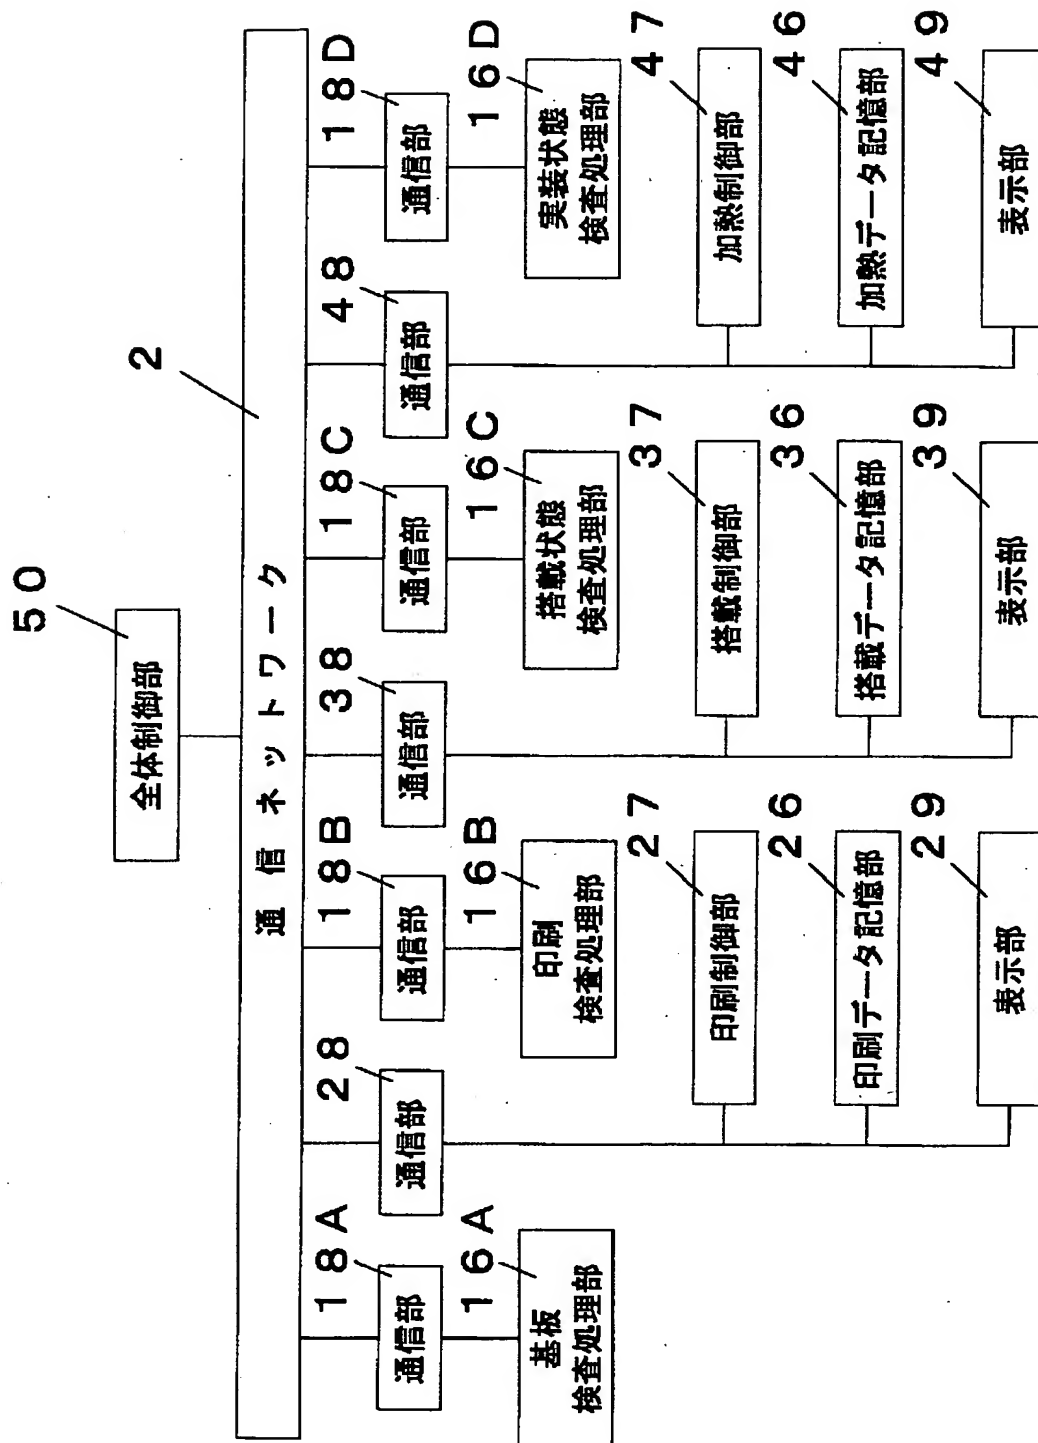 50
全体制御部
2
通信ネットワーク
18A
通信部
16A
基板
検査処理部
28
通信部
27
印刷制御部
26
印刷データ記憶部
29
表示部
18B
通信部
16B
印刷
検査処理部
38
通信部
37
搭載制御部
36
搭載データ記憶部
39
表示部
18C
通信部
16C
搭載状態
検査処理部
48
通信部
47
加熱制御部
46
加熱データ記憶部
49
表示部
18D
通信部
16D
実装状態
検査処理部